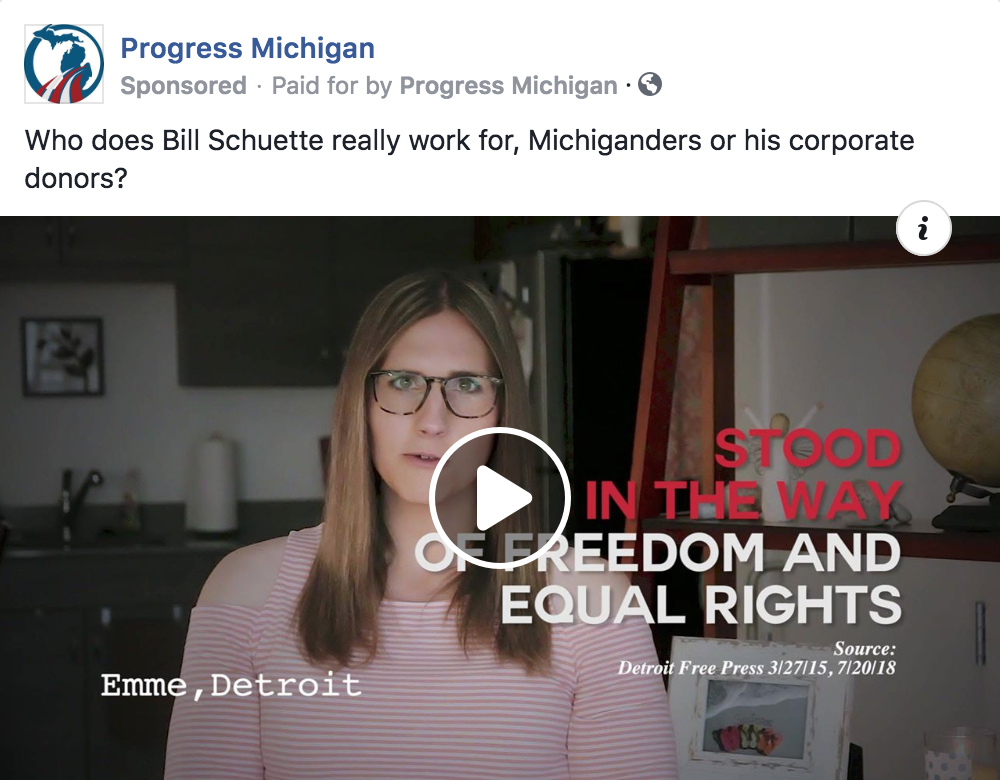 Progress Michigan
Sponsored · Paid for by Progress Michigan ·
Who does Bill Schuette really work for, Michiganders or his corporate
donors?
i
STOOD
IN THE WAY
OF FREEDOM AND
EQUAL RIGHTS
Source:
Detroit Free Press 3/27/15, 7/20/18
Emme,Detroit